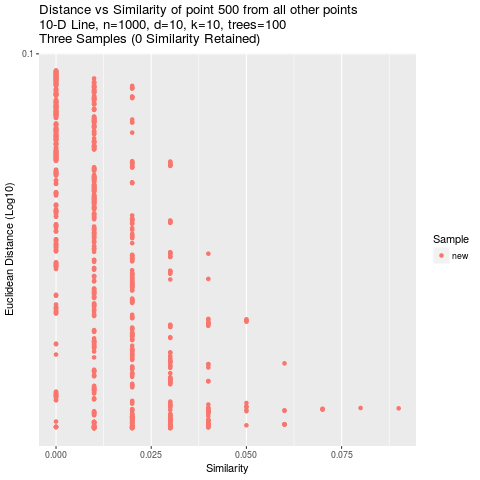 Distance vs Similarity of point 500 from all other points
10-D Line, n=1000, d=10, k=10, trees=100
Three Samples (0 Similarity Retained)
0.1
Euclidean Distance (Log10)
Sample
new
0.000 0.025 0.050 0.075
Similarity